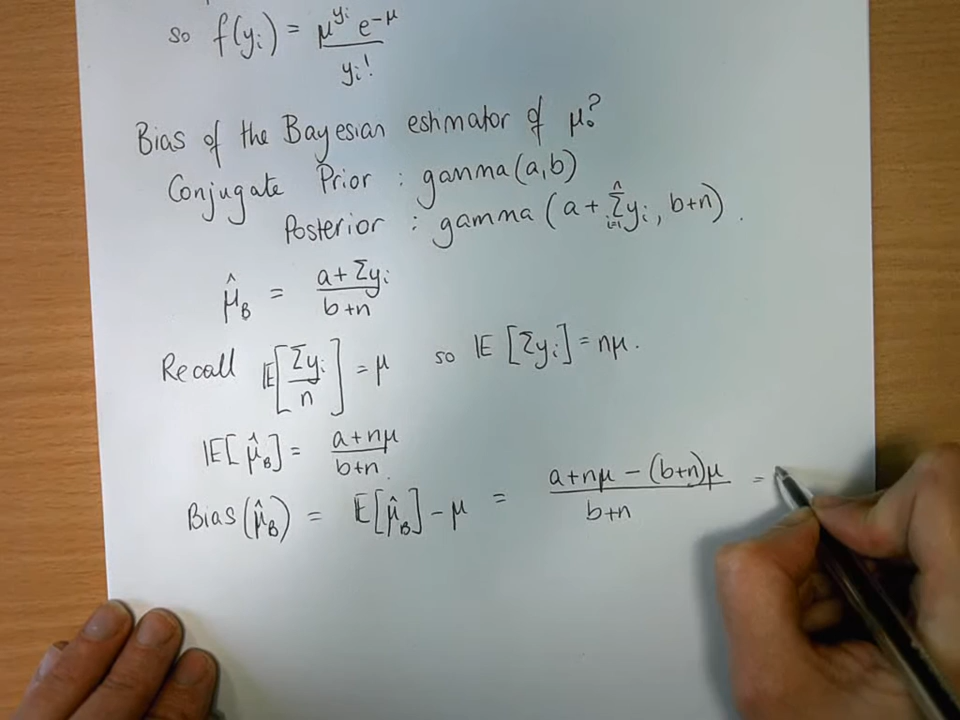 so f(yᵢ) = μ^yᵢ e^-μ / yᵢ!
Bias of the Bayesian estimator of μ?
Conjugate Prior : gamma(a,b)
Posterior : gamma(a + Σ_{i=1}^{n} yᵢ, b+n).
μ̂_B = (a+Σyᵢ)/(b+n)
Recall E[Σyᵢ/n] = μ so E[Σyᵢ] = nμ.
E[μ̂_B] = (a+nμ)/(b+n).
Bias(μ̂_B) = E[μ̂_B] - μ = (a+nμ - (b+n)μ)/(b+n) =